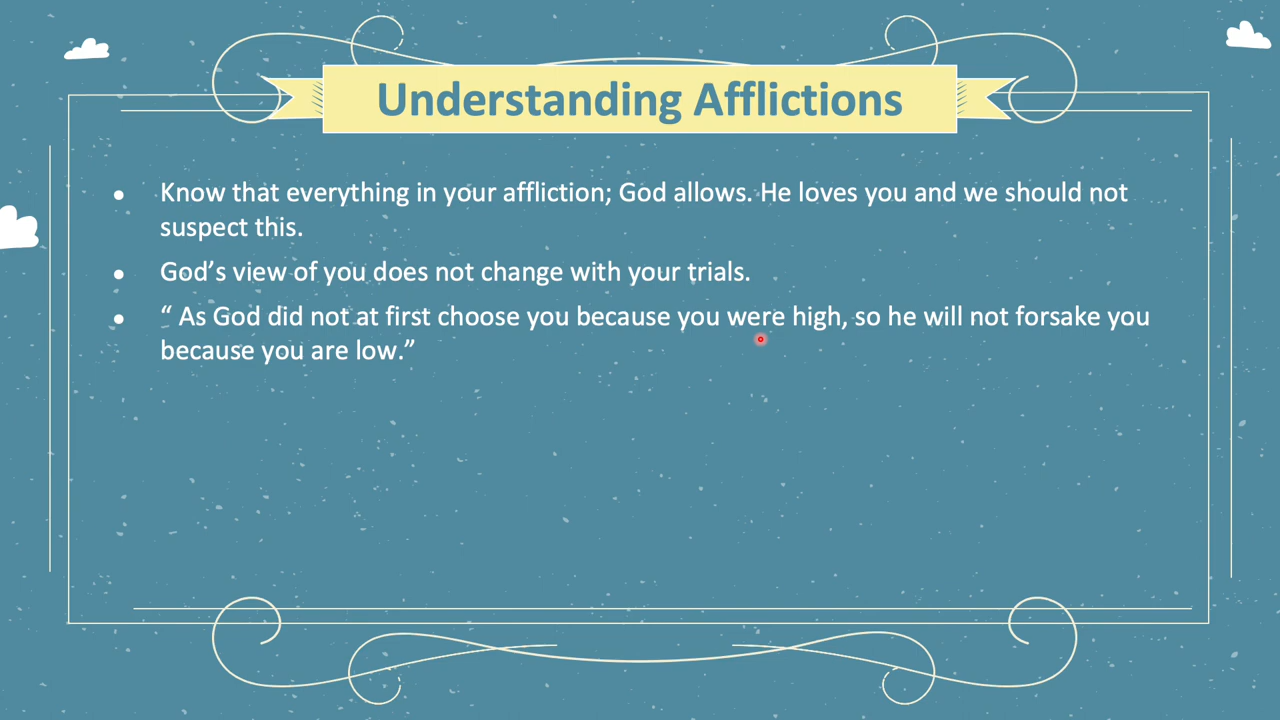 Understanding Afflictions
• Know that everything in your affliction; God allows. He loves you and we should not
suspect this.
• God’s view of you does not change with your trials.
• “ As God did not at first choose you because you were high, so he will not forsake you
because you are low.”